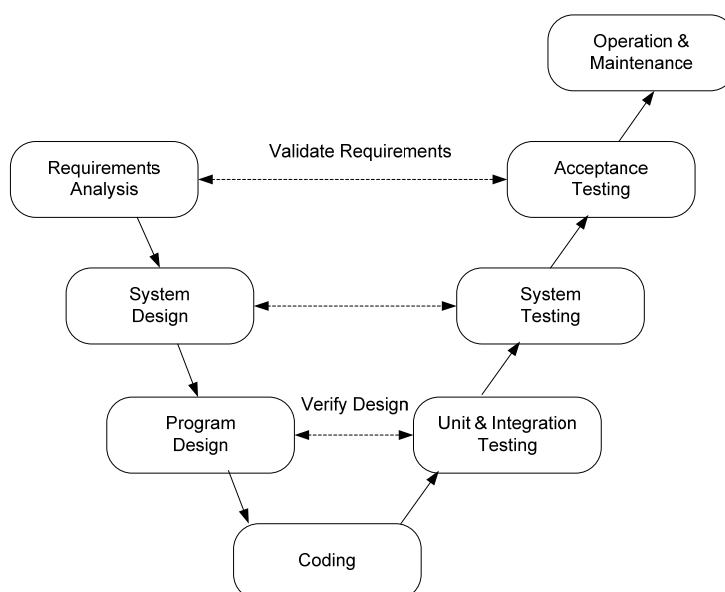 Operation &
Maintenance
Validate Requirements
Requirements
Analysis
Acceptance
Testing
System
Design
System
Testing
Verify Design
Program
Design
Unit & Integration
Testing
Coding